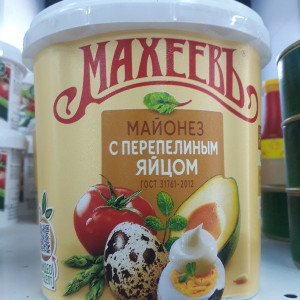 МАХЕЕВЪ
МАЙОНЕЗ
С ПЕРЕПЕЛИНЫМ
ЯЙЦОМ
ГОСТ 31761-2012